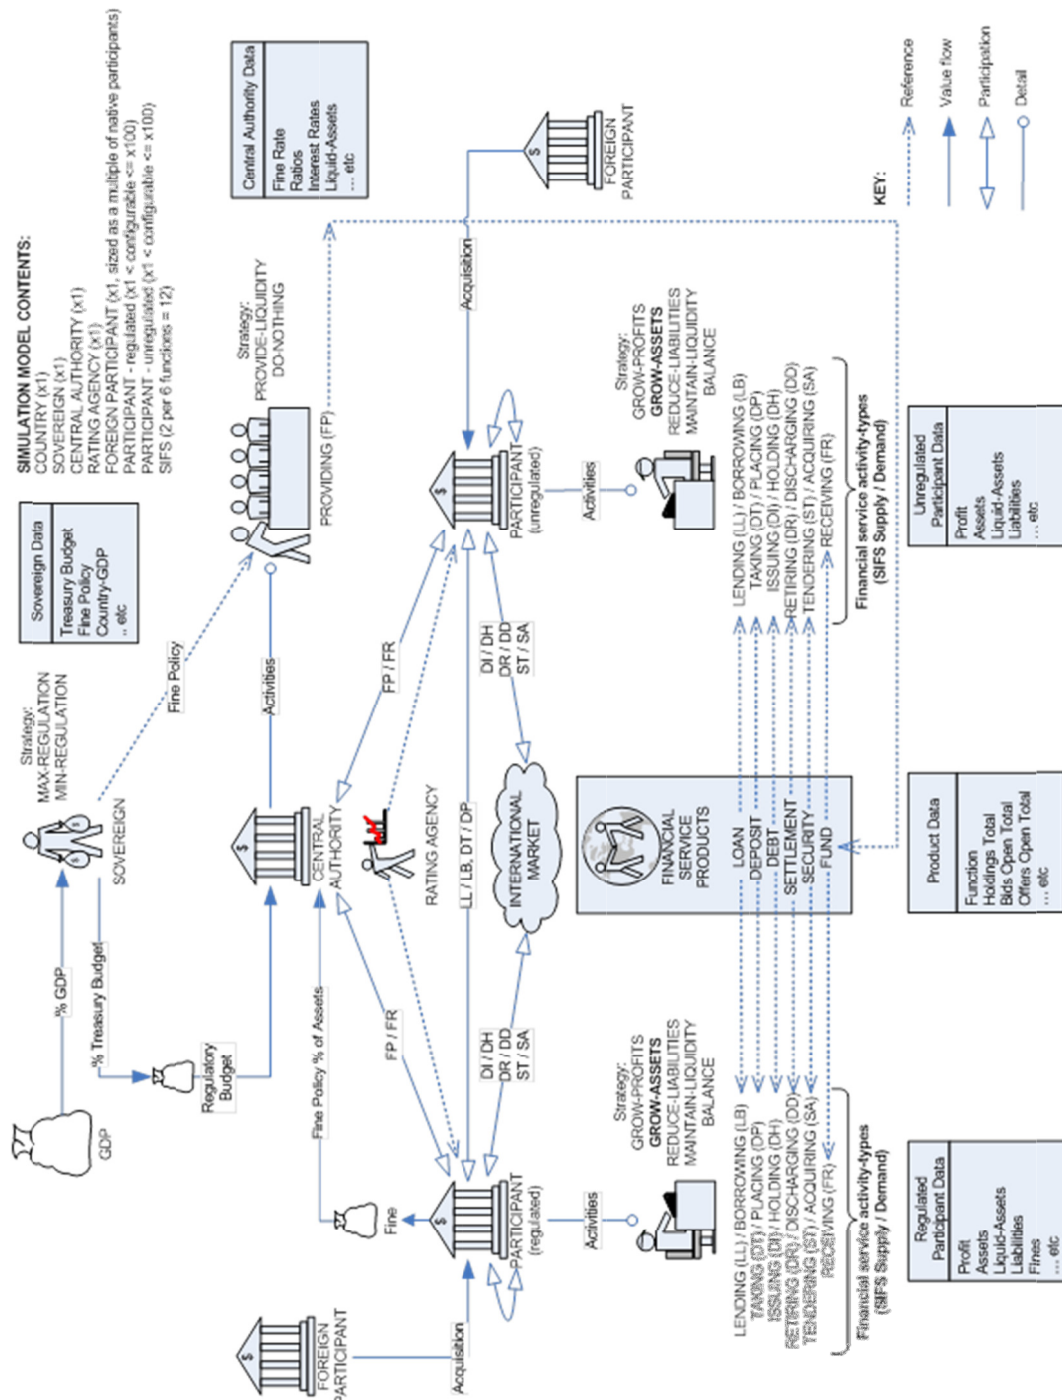 SIMULATION MODEL CONTENTS:
COUNTRY (x1)
SOVEREIGN (x1)
CENTRAL AUTHORITY (x1)
RATING AGENCY (x1)
FOREIGN PARTICIPANT (x1, sized as a multiple of native participants)
PARTICIPANT - regulated (x1 < configurable <= x100)
PARTICIPANT - unregulated (x1 < configurable <= x100)
SIFS (2 per 6 functions = 12)
GDP
% GDP
% Treasury Budget
Strategy:
MAX-REGULATION
MIN-REGULATION
SOVEREIGN
Sovereign Data
Treasury Budget
Fine Policy
Country-GDP
.. etc
Fine Policy
Regulatory
Budget
CENTRAL
AUTHORITY
Activities
Strategy:
PROVIDE-LIQUIDITY
DO-NOTHING
PROVIDING (FP)
Central Authority Data
Fine Rate
Ratios
Interest Rates
Liquid-Assets
... etc
FOREIGN
PARTICIPANT
Acquisition
Fine
Fine Policy % of Assets
FP / FR
RATING AGENCY
FP / FR
FOREIGN
PARTICIPANT
Acquisition
PARTICIPANT
(regulated)
LL / LB, DT / DP
PARTICIPANT
(unregulated)
DI / DH
DR / DD
ST / SA
INTERNATIONAL
MARKET
DI / DH
DR / DD
ST / SA
Activities
Strategy:
GROW-PROFITS
GROW-ASSETS
REDUCE-LIABILITIES
MAINTAIN-LIQUIDITY
BALANCE
Activities
Strategy:
GROW-PROFITS
GROW-ASSETS
REDUCE-LIABILITIES
MAINTAIN-LIQUIDITY
BALANCE
FINANCIAL
SERVICE
PRODUCTS
LOAN
DEPOSIT
DEBT
SETTLEMENT
SECURITY
FUND
LENDING (LL) / BORROWING (LB)
TAKING (DT) / PLACING (DP)
ISSUING (DI) / HOLDING (DH)
RETIRING (DR) / DISCHARGING (DD)
TENDERING (ST) / ACQUIRING (SA)
RECEIVING (FR)
Financial service activity-types
(SIFS Supply / Demand)
LENDING (LL) / BORROWING (LB)
TAKING (DT) / PLACING (DP)
ISSUING (DI) / HOLDING (DH)
RETIRING (DR) / DISCHARGING (DD)
TENDERING (ST) / ACQUIRING (SA)
RECEIVING (FR)
Financial service activity-types
(SIFS Supply / Demand)
KEY:
Reference
Value flow
Participation
Detail
Regulated
Participant Data
Profit
Assets
Liquid-Assets
Liabilities
Fines
... etc
Product Data
Function
Holdings Total
Bids Open Total
Offers Open Total
... etc
Unregulated
Participant Data
Profit
Assets
Liquid-Assets
Liabilities
... etc